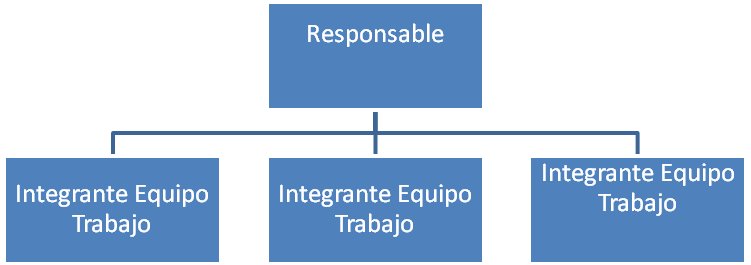 Responsable
Integrante Equipo
Trabajo
Integrante Equipo
Trabajo
Integrante Equipo
Trabajo